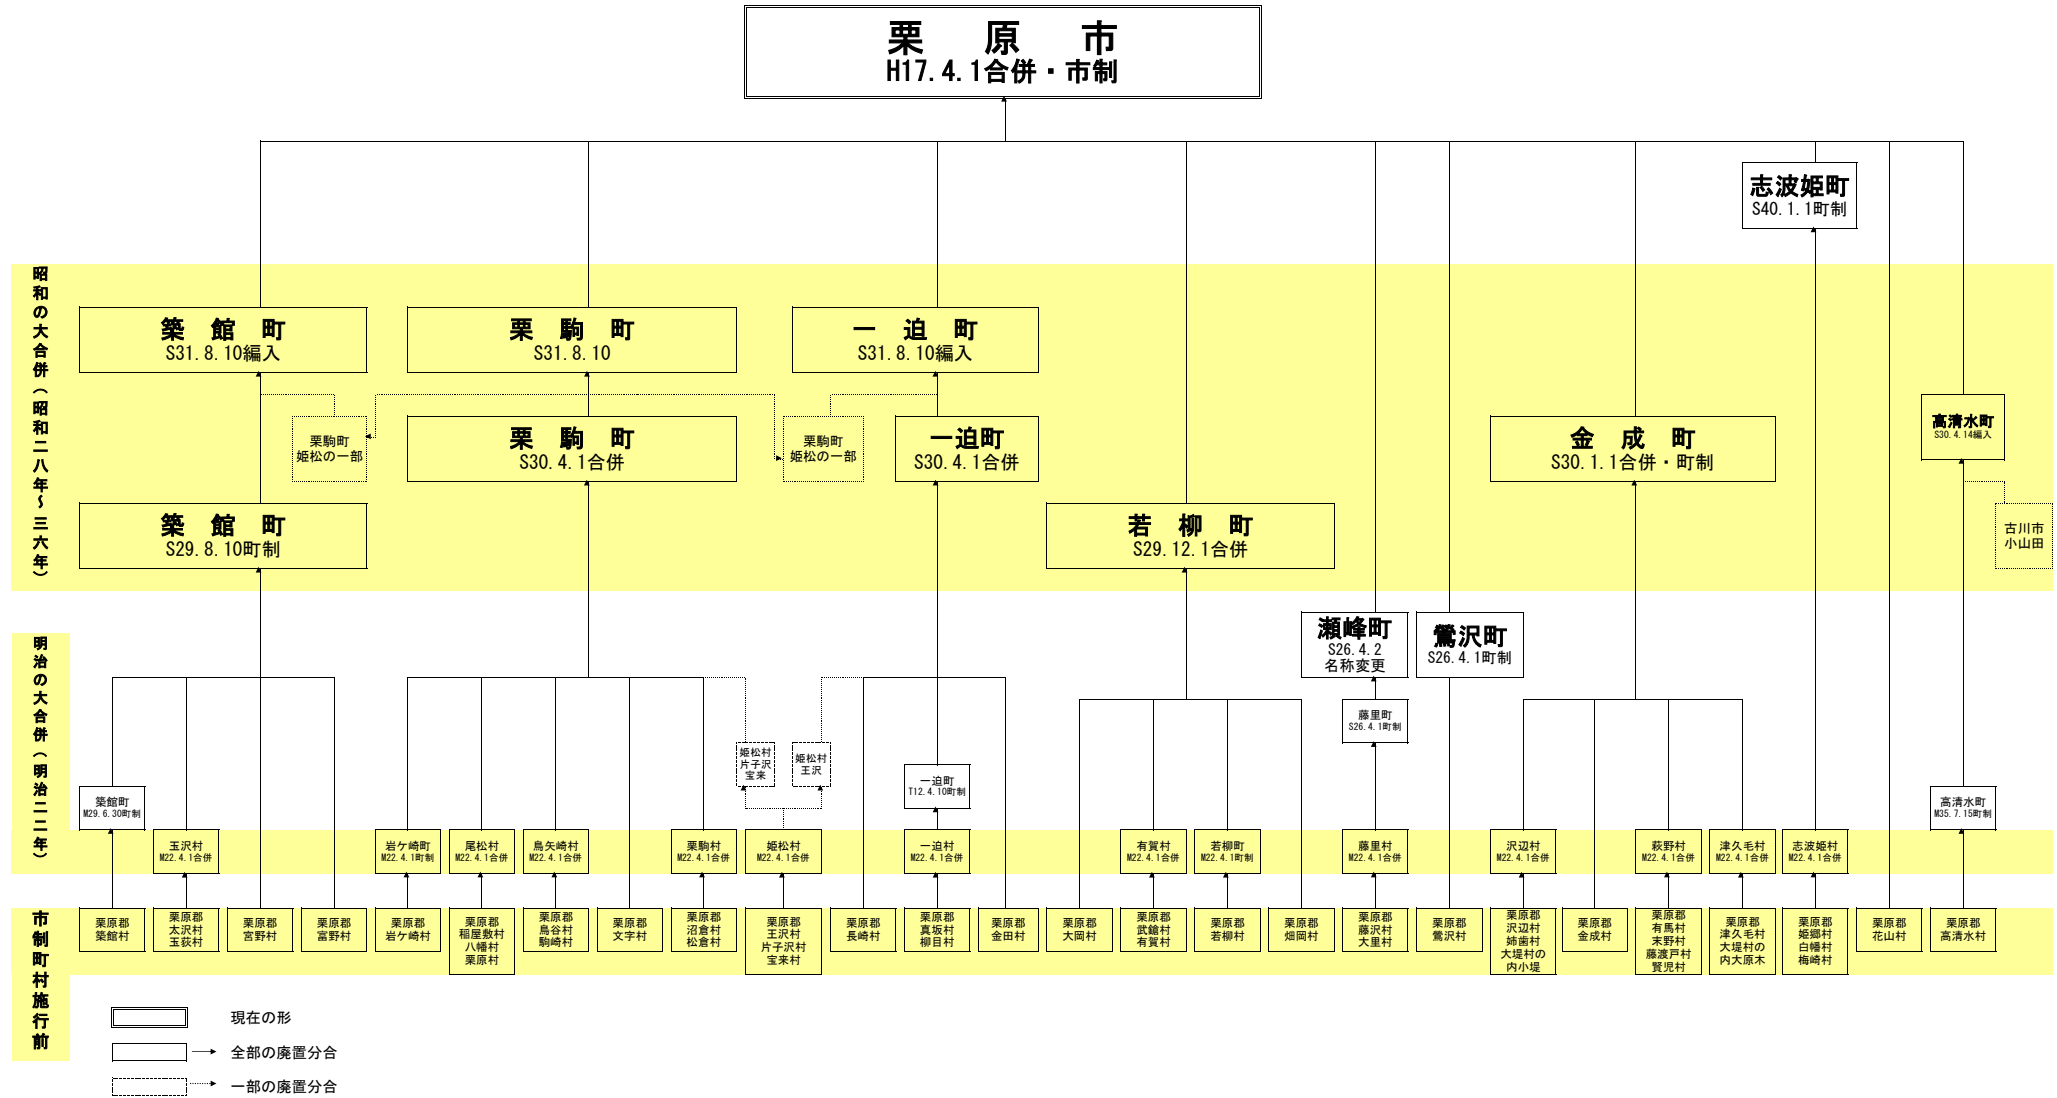 栗原市
H17.4.1合併・市制
志波姫町
S40.1.1町制
昭和の大合併(昭和二八年~三六年)
築館町
S31.8.10編入
栗駒町
S31.8.10
一迫町
S31.8.10編入
栗駒町
姫松の一部
栗駒町
S30.4.1合併
栗駒町
姫松の一部
一迫町
S30.4.1合併
金成町
S30.1.1合併・町制
高清水町
S30.4.14編入
築館町
S29.8.10町制
若柳町
S29.12.1合併
古川市
小山田
明治の大合併(明治二二年)
瀬峰町
S26.4.2
名称変更
鶯沢町
S26.4.1町制
藤里町
S26.4.1町制
姫松村
片子沢
宝来
姫松村
王沢
一迫町
T12.4.10町制
築館町
M29.6.30町制
高清水町
M35.7.15町制
玉沢村
M22.4.1合併
岩ケ崎町
M22.4.1町制
尾松村
M22.4.1合併
鳥矢崎村
M22.4.1合併
栗駒村
M22.4.1合併
姫松村
M22.4.1合併
一迫村
M22.4.1合併
有賀村
M22.4.1合併
若柳町
M22.4.1町制
藤里村
M22.4.1合併
沢辺村
M22.4.1合併
萩野村
M22.4.1合併
津久毛村
M22.4.1合併
志波姫村
M22.4.1合併
市制町村施行前
栗原郡
築館村
栗原郡
太沢村
玉荻村
栗原郡
宮野村
栗原郡
富野村
栗原郡
岩ケ崎村
栗原郡
稲屋敷村
八幡村
栗原村
栗原郡
鳥谷村
駒崎村
栗原郡
文字村
栗原郡
沼倉村
松倉村
栗原郡
王沢村
片子沢村
宝来村
栗原郡
長崎村
栗原郡
真坂村
柳目村
栗原郡
金田村
栗原郡
大岡村
栗原郡
武鎗村
有賀村
栗原郡
若柳村
栗原郡
畑岡村
栗原郡
藤沢村
大里村
栗原郡
鶯沢村
栗原郡
沢辺村
姉歯村
大堤村の
内小堤
栗原郡
金成村
栗原郡
有馬村
末野村
藤渡戸村
賢児村
栗原郡
津久毛村
大堤村の
内大原木
栗原郡
姫郷村
白幡村
梅崎村
栗原郡
花山村
栗原郡
高清水村
現在の形
全部の廃置分合
一部の廃置分合